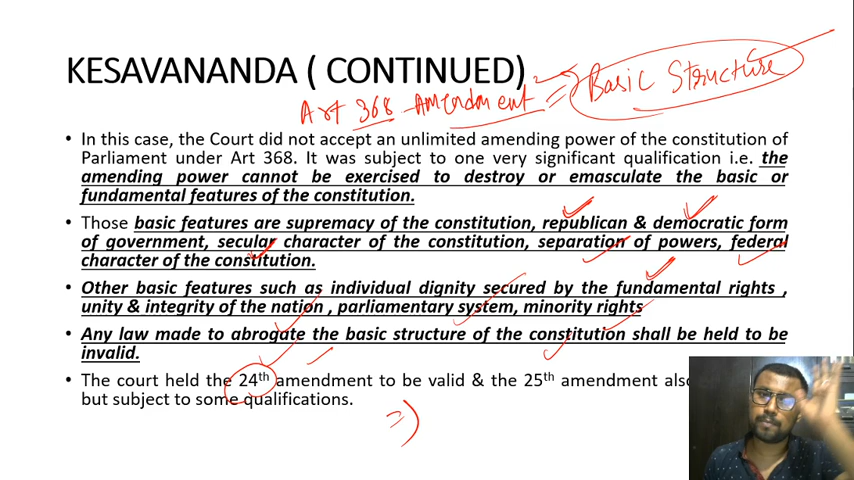 KESAVANANDA ( CONTINUED)
Basic Structure
Art 368 Amendment =
• In this case, the Court did not accept an unlimited amending power of the constitution of
Parliament under Art 368. It was subject to one very significant qualification i.e. the
amending power cannot be exercised to destroy or emasculate the basic or
fundamental features of the constitution.
• Those basic features are supremacy of the constitution, republican & democratic form
of government, secular character of the constitution, separation of powers, federal
character of the constitution.
• Other basic features such as individual dignity secured by the fundamental rights ,
unity & integrity of the nation , parliamentary system, minority rights
• Any law made to abrogate the basic structure of the constitution shall be held to be
invalid.
• The court held the 24th amendment to be valid & the 25th amendment also
but subject to some qualifications.